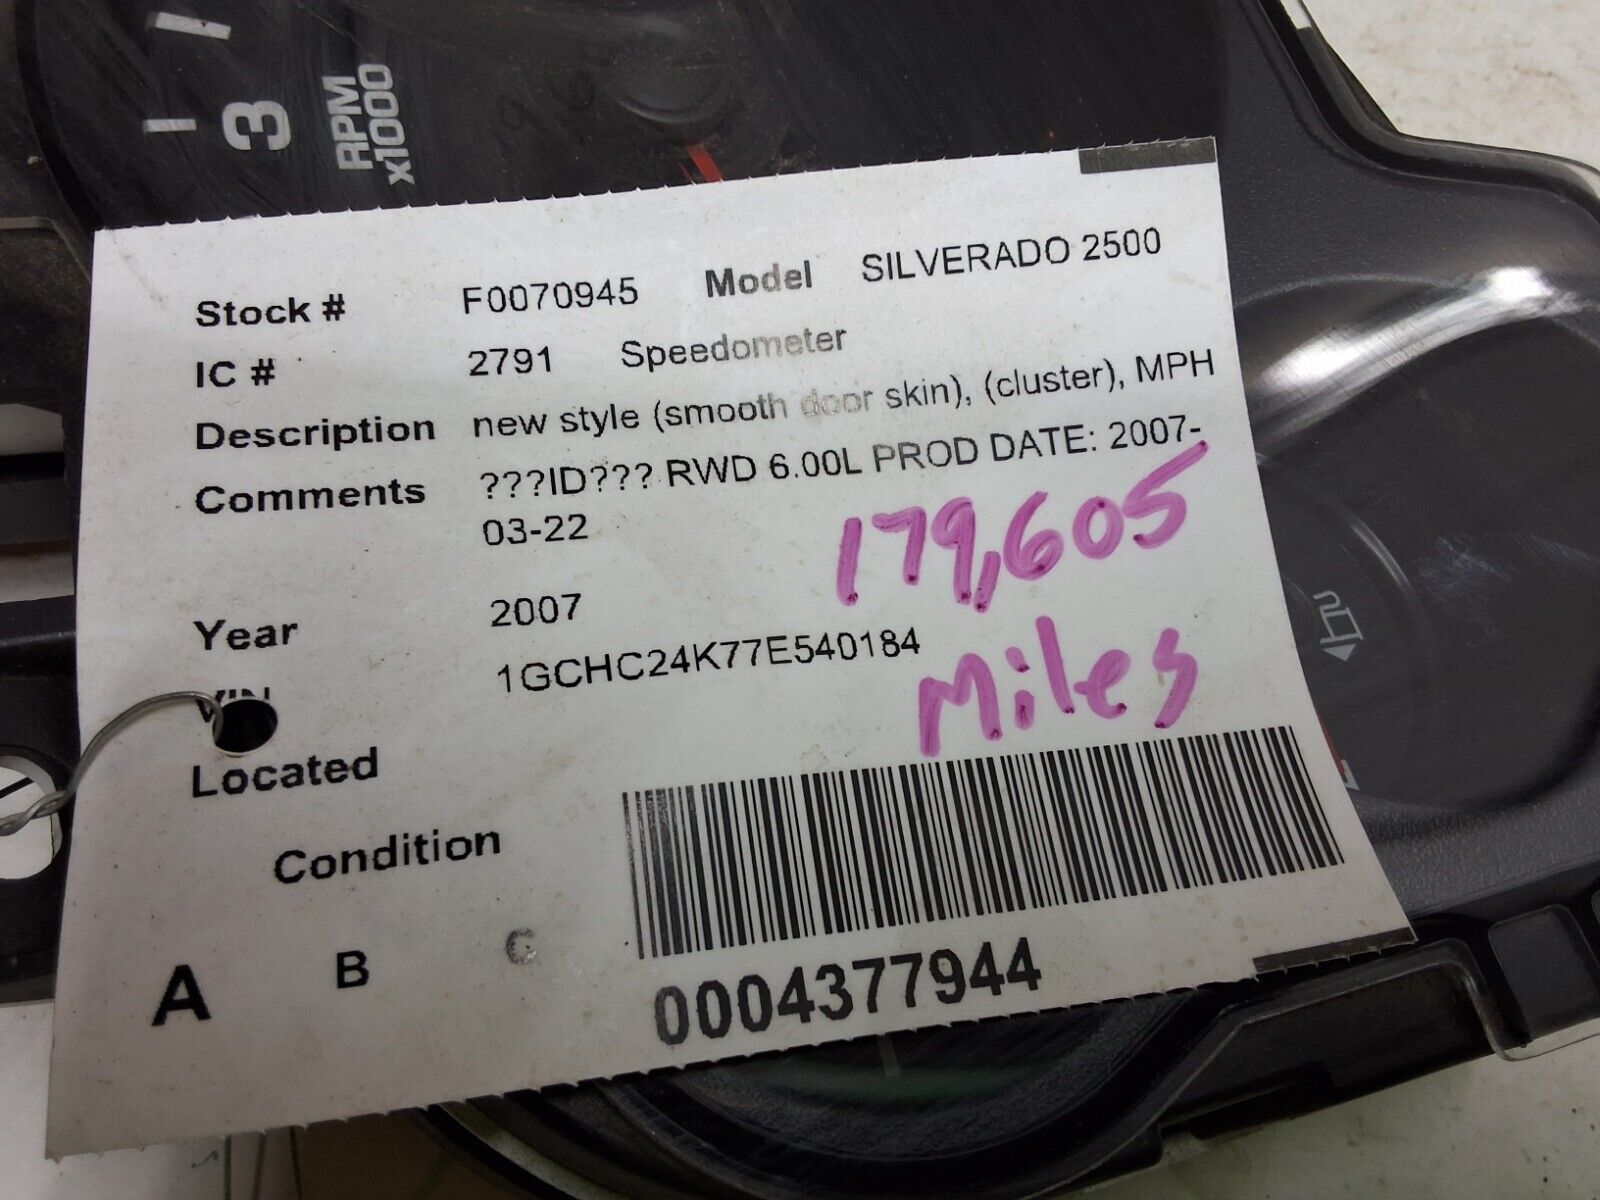 3
RPM
x1000
Stock # F0070945 Model SILVERADO 2500
IC # 2791 Speedometer
Description new style (smooth door skin), (cluster), MPH
Comments ???ID??? RWD 6.00L PROD DATE: 2007-
03-22
179,605
Year 2007
Miles
VIN 1GCHC24K77E540184
Located
Condition
A B C
0004377944